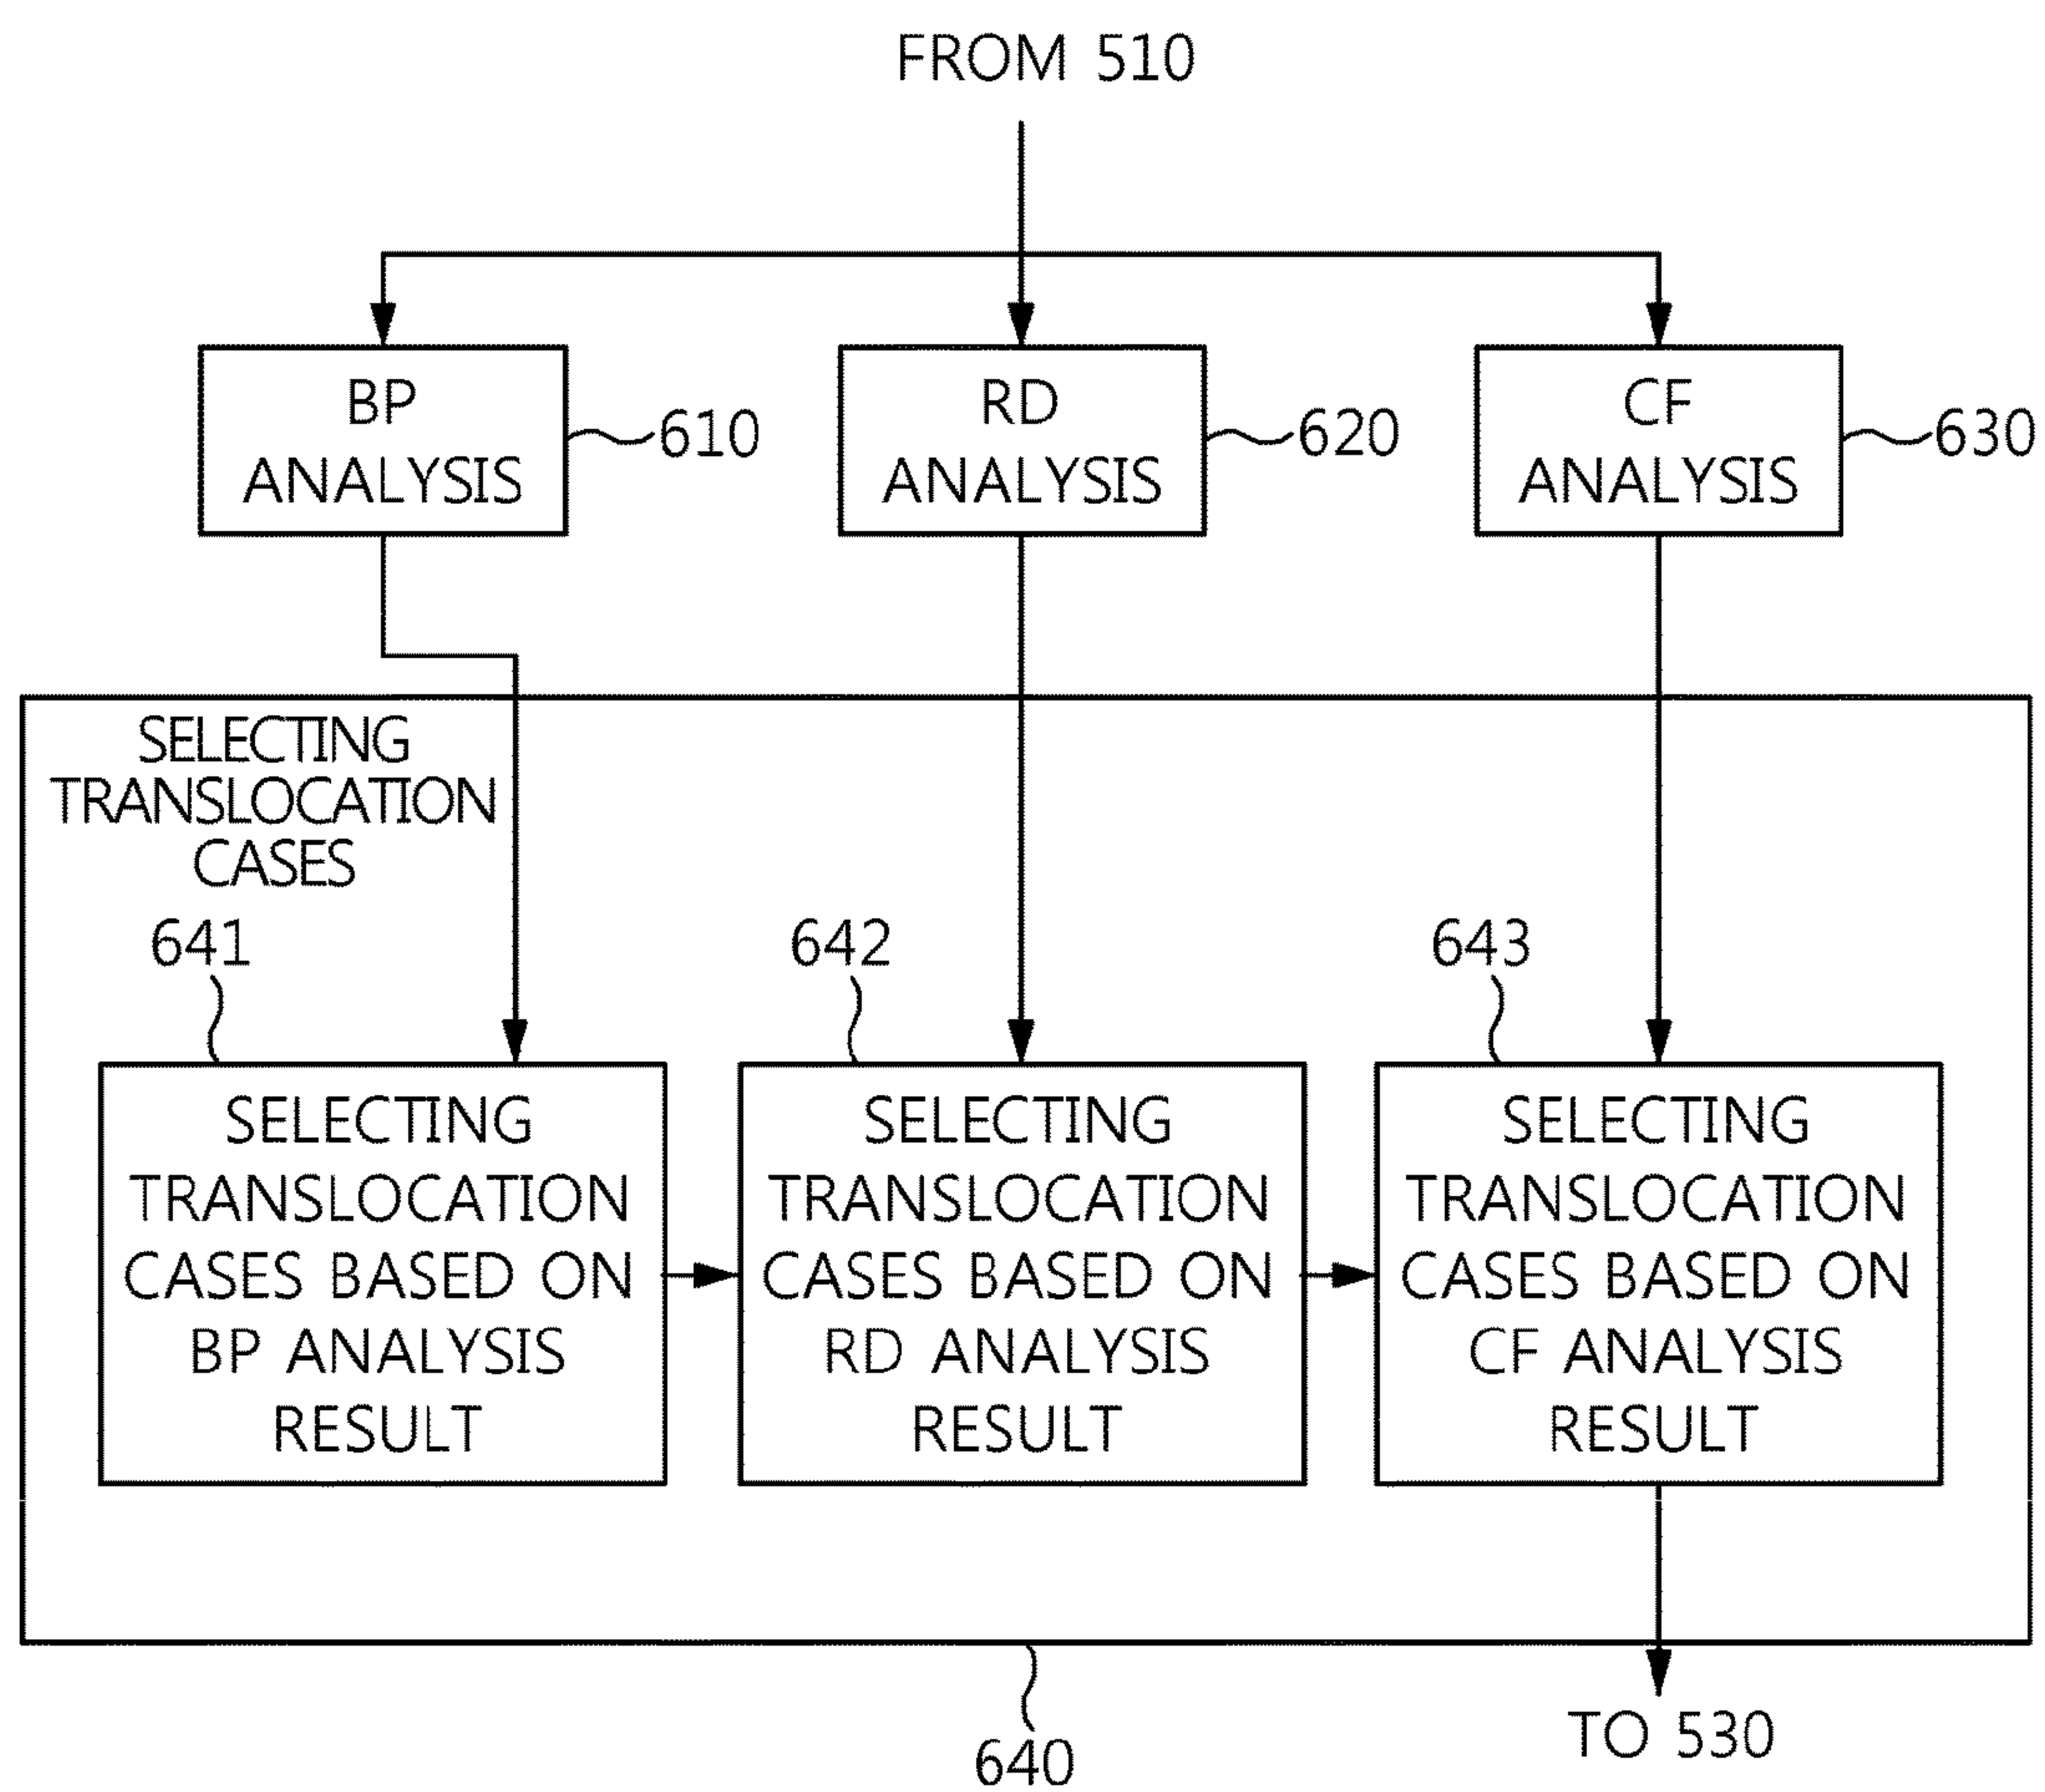 FROM 510
BP
ANALYSIS
610
RD
ANALYSIS
620
CF
ANALYSIS
630
SELECTING
TRANSLOCATION
CASES
641
642
643
SELECTING
TRANSLOCATION
CASES BASED ON
BP ANALYSIS
RESULT
SELECTING
TRANSLOCATION
CASES BASED ON
RD ANALYSIS
RESULT
SELECTING
TRANSLOCATION
CASES BASED ON
CF ANALYSIS
RESULT
640
TO 530